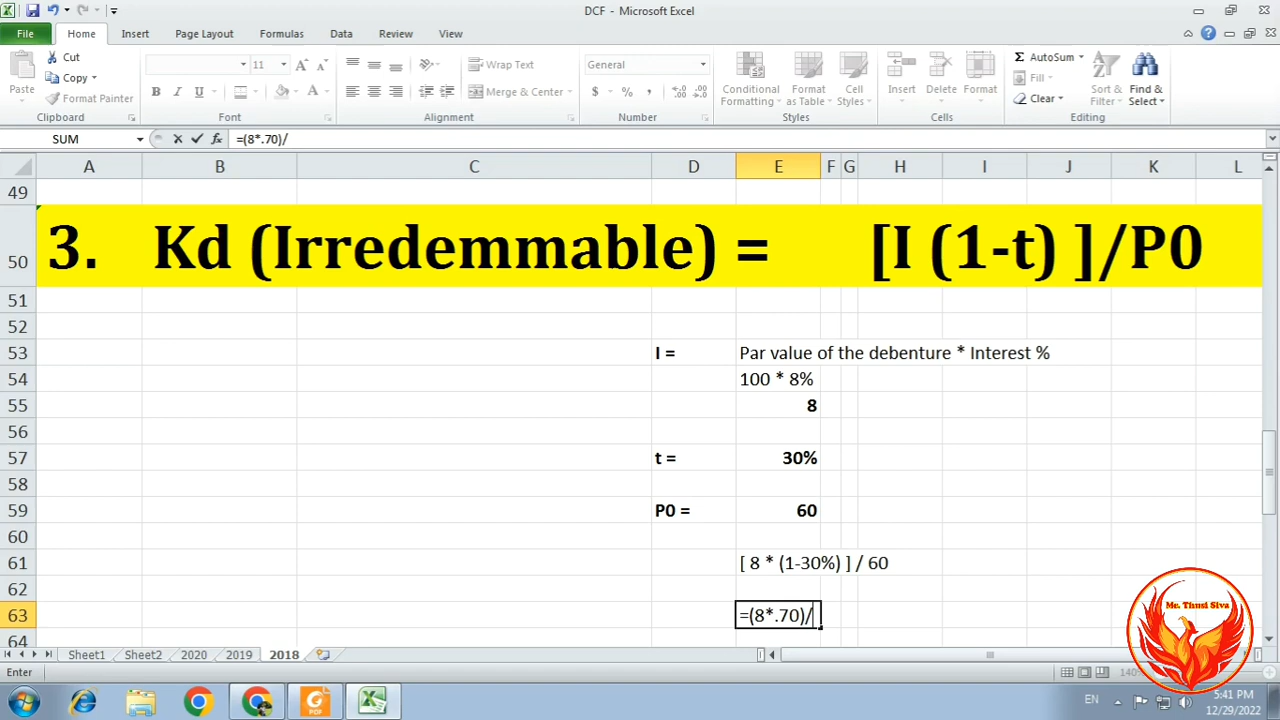 DCF - Microsoft Excel
File Home Insert Page Layout Formulas Data Review View
Paste
Cut
Copy
Format Painter
Clipboard
11
B I U
Font
Wrap Text
Merge & Center
Alignment
General
$ % ,
Number
Conditional Formatting
Format as Table
Cell Styles
Styles
Insert Delete Format
Cells
AutoSum
Fill
Clear
Sort & Filter
Find & Select
Editing
SUM =(8*.70)/
A B C D E F G H I J K L
49
50 3. Kd (Irredemmable) = [I (1-t) ]/P0
51
52
53 I = Par value of the debenture * Interest %
54 100 * 8%
55 8
56
57 t = 30%
58
59 P0 = 60
60
61 [ 8 * (1-30%) ] / 60
62
63 =(8*.70)/
64
Mr. Thusi Siva
Sheet1 Sheet2 2020 2019 2018
Enter
EN
5:41 PM
12/29/2022